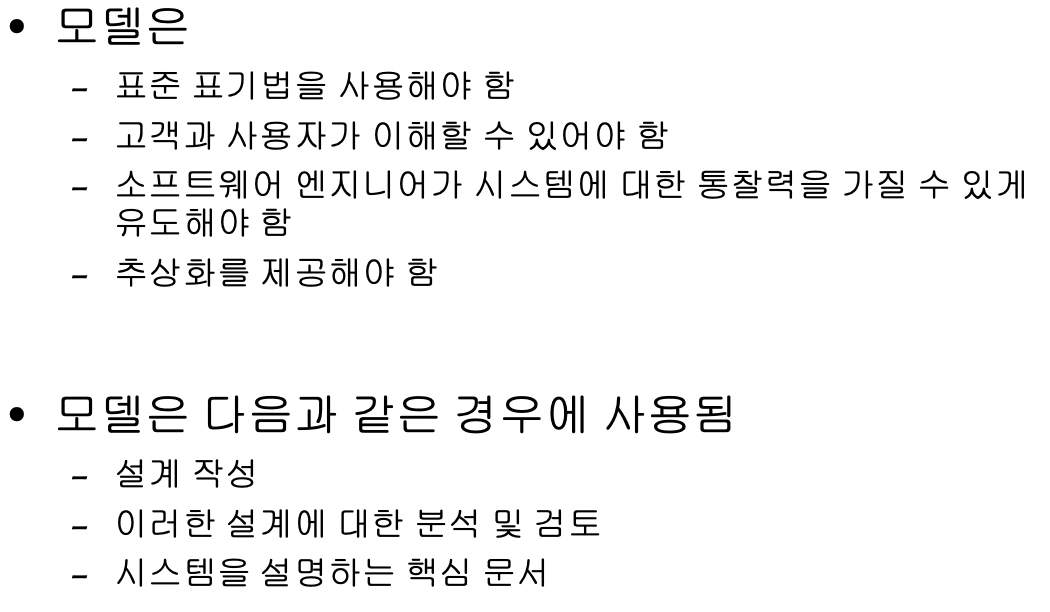 • 모델은
– 표준 표기법을 사용해야 함
– 고객과 사용자가 이해할 수 있어야 함
– 소프트웨어 엔지니어가 시스템에 대한 통찰력을 가질 수 있게
유도해야 함
– 추상화를 제공해야 함
• 모델은 다음과 같은 경우에 사용됨
– 설계 작성
– 이러한 설계에 대한 분석 및 검토
– 시스템을 설명하는 핵심 문서